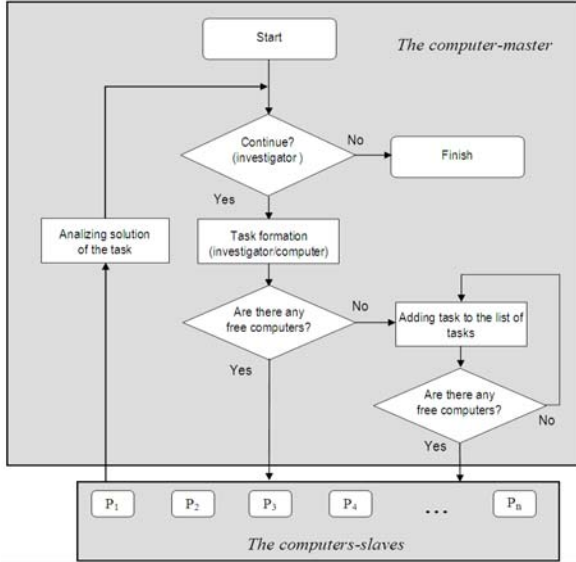 Start
The computer-master
Continue?
(investigator )
No
Finish
Yes
Analizing solution
of the task
Task formation
(investigator/computer)
Are there any
free computers?
No
Adding task to the list of
tasks
Yes
Are there any
free computers?
No
Yes
P1
P2
P3
P4
...
Pn
The computers-slaves